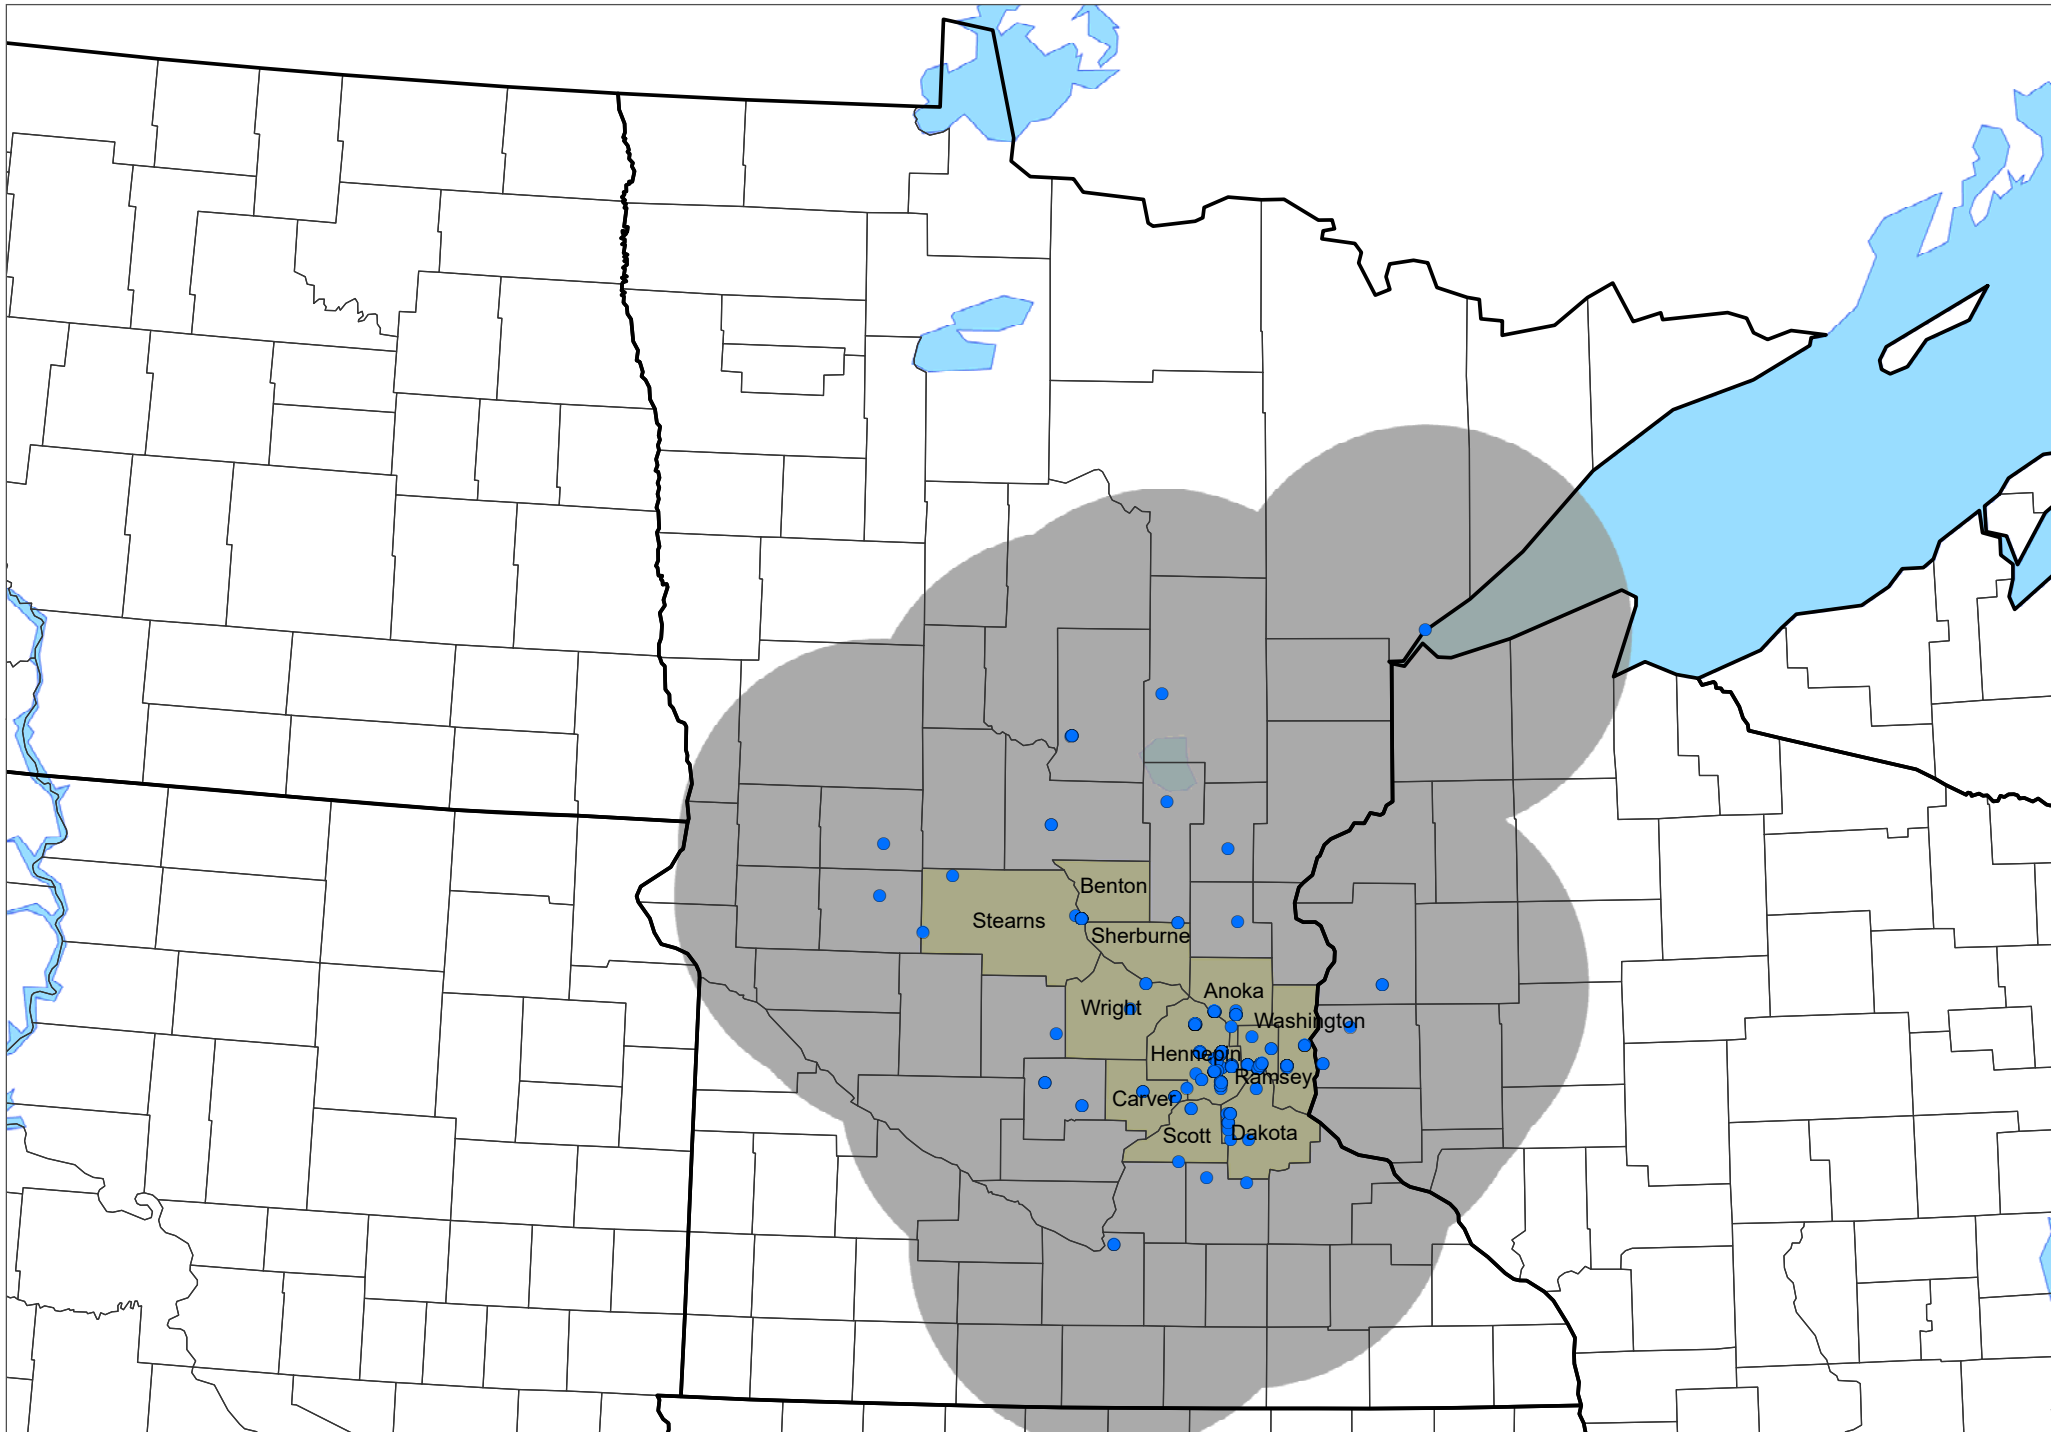 Benton
Stearns
Sherburne
Anoka
Wright
Washington
Hennepin
Ramsey
Carver
Scott
Dakota